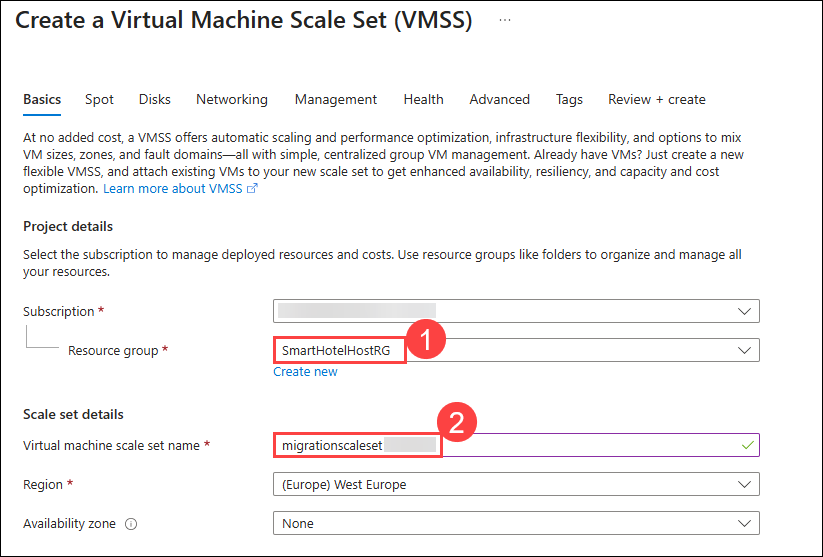 Create a Virtual Machine Scale Set (VMSS) ...
Basics Spot Disks Networking Management Health Advanced Tags Review + create
At no added cost, a VMSS offers automatic scaling and performance optimization, infrastructure flexibility, and options to mix
VM sizes, zones, and fault domains—all with simple, centralized group VM management. Already have VMs? Just create a new
flexible VMSS, and attach existing VMs to your new scale set to get enhanced availability, resiliency, and capacity and cost
optimization. Learn more about VMSS
Project details
Select the subscription to manage deployed resources and costs. Use resource groups like folders to organize and manage all
your resources.
Subscription *
1
Resource group * SmartHotelHostRG
Create new
Scale set details
2
Virtual machine scale set name * migrationscaleset
Region * (Europe) West Europe
Availability zone None